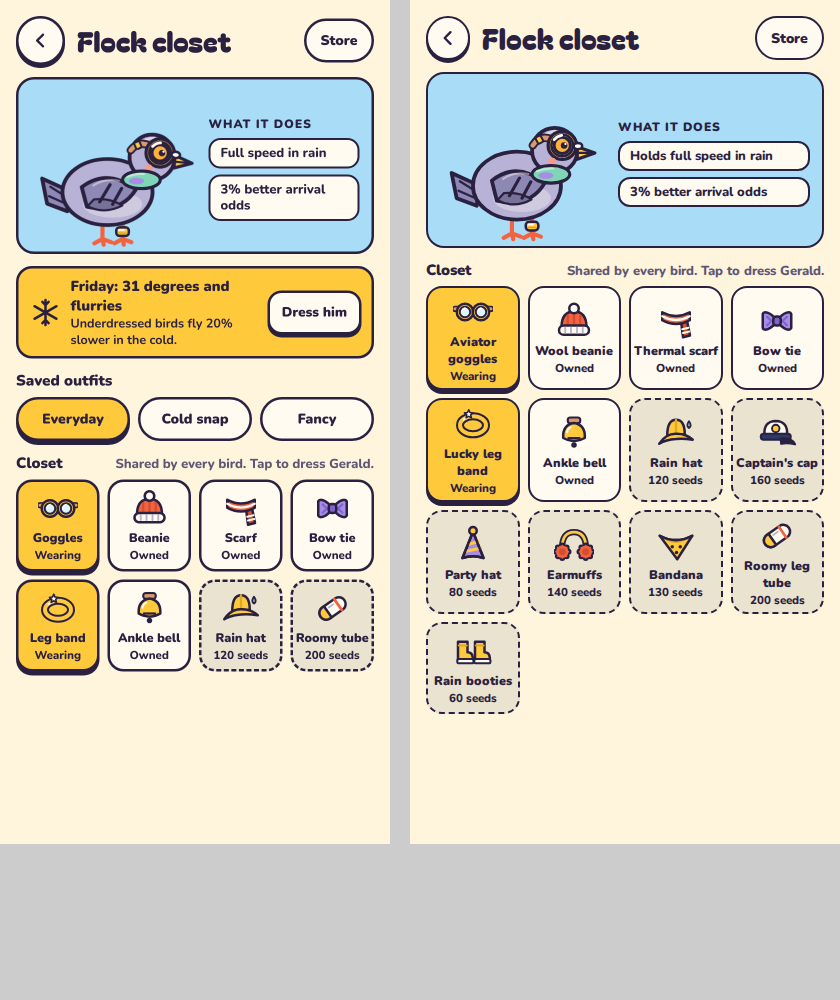 Flock closet
Store
WHAT IT DOES
Full speed in rain
3% better arrival
odds
Friday: 31 degrees and
flurries
Underdressed birds fly 20%
slower in the cold.
Dress him
Saved outfits
Everyday
Cold snap
Fancy
Closet
Shared by every bird. Tap to dress Gerald.
Goggles
Wearing
Beanie
Owned
Scarf
Owned
Bow tie
Owned
Leg band
Wearing
Ankle bell
Owned
Rain hat
120 seeds
Roomy tube
200 seeds
Flock closet
Store
WHAT IT DOES
Holds full speed in rain
3% better arrival odds
Closet
Shared by every bird. Tap to dress Gerald.
Aviator
goggles
Wearing
Wool beanie
Owned
Thermal scarf
Owned
Bow tie
Owned
Lucky leg
band
Wearing
Ankle bell
Owned
Rain hat
120 seeds
Captain's cap
160 seeds
Party hat
80 seeds
Earmuffs
140 seeds
Bandana
130 seeds
Roomy leg
tube
200 seeds
Rain booties
60 seeds